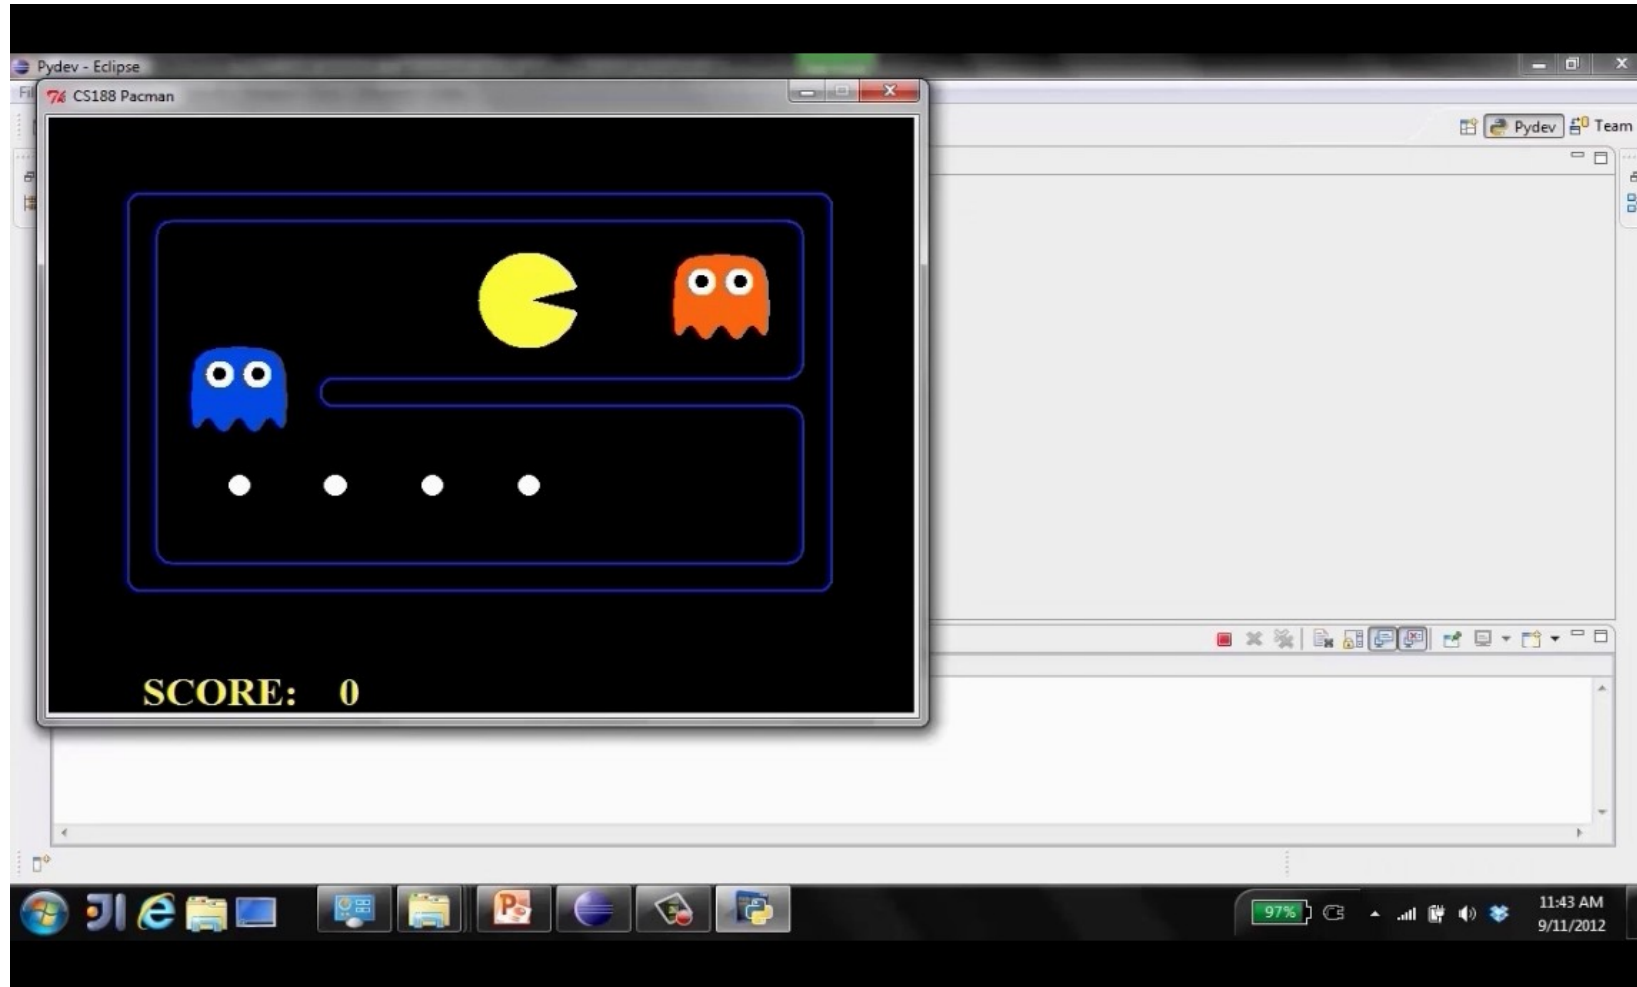 Pydev - Eclipse
CS188 Pacman
Pydev
Team
SCORE: 0
97%
11:43 AM
9/11/2012